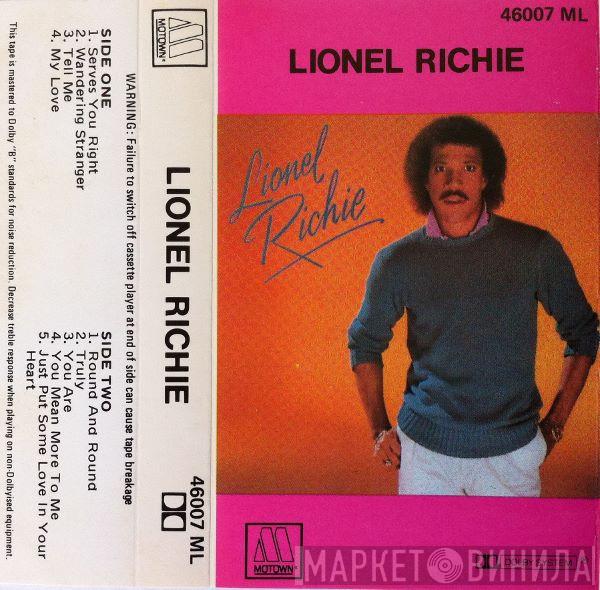 46007 ML
LIONEL RICHIE
Lionel
Richie
MOTOWN®
DOLBY SYSTEM
МАРКЕТ ВИНИЛА
MOTOWN®
LIONEL RICHIE
46007 ML
WARNING: Failure to switch off cassette player at end of side can cause tape breakage
SIDE ONE
1. Serves You Right
2. Wandering Stranger
3. Tell Me
4. My Love
SIDE TWO
1. Round And Round
2. Truly
3. You Are
4. You Mean More To Me
5. Just Put Some Love In Your
Heart
This tape is mastered to Dolby "B" standards for noise reduction. Decrease treble response when playing on non-Dolbyised equipment.